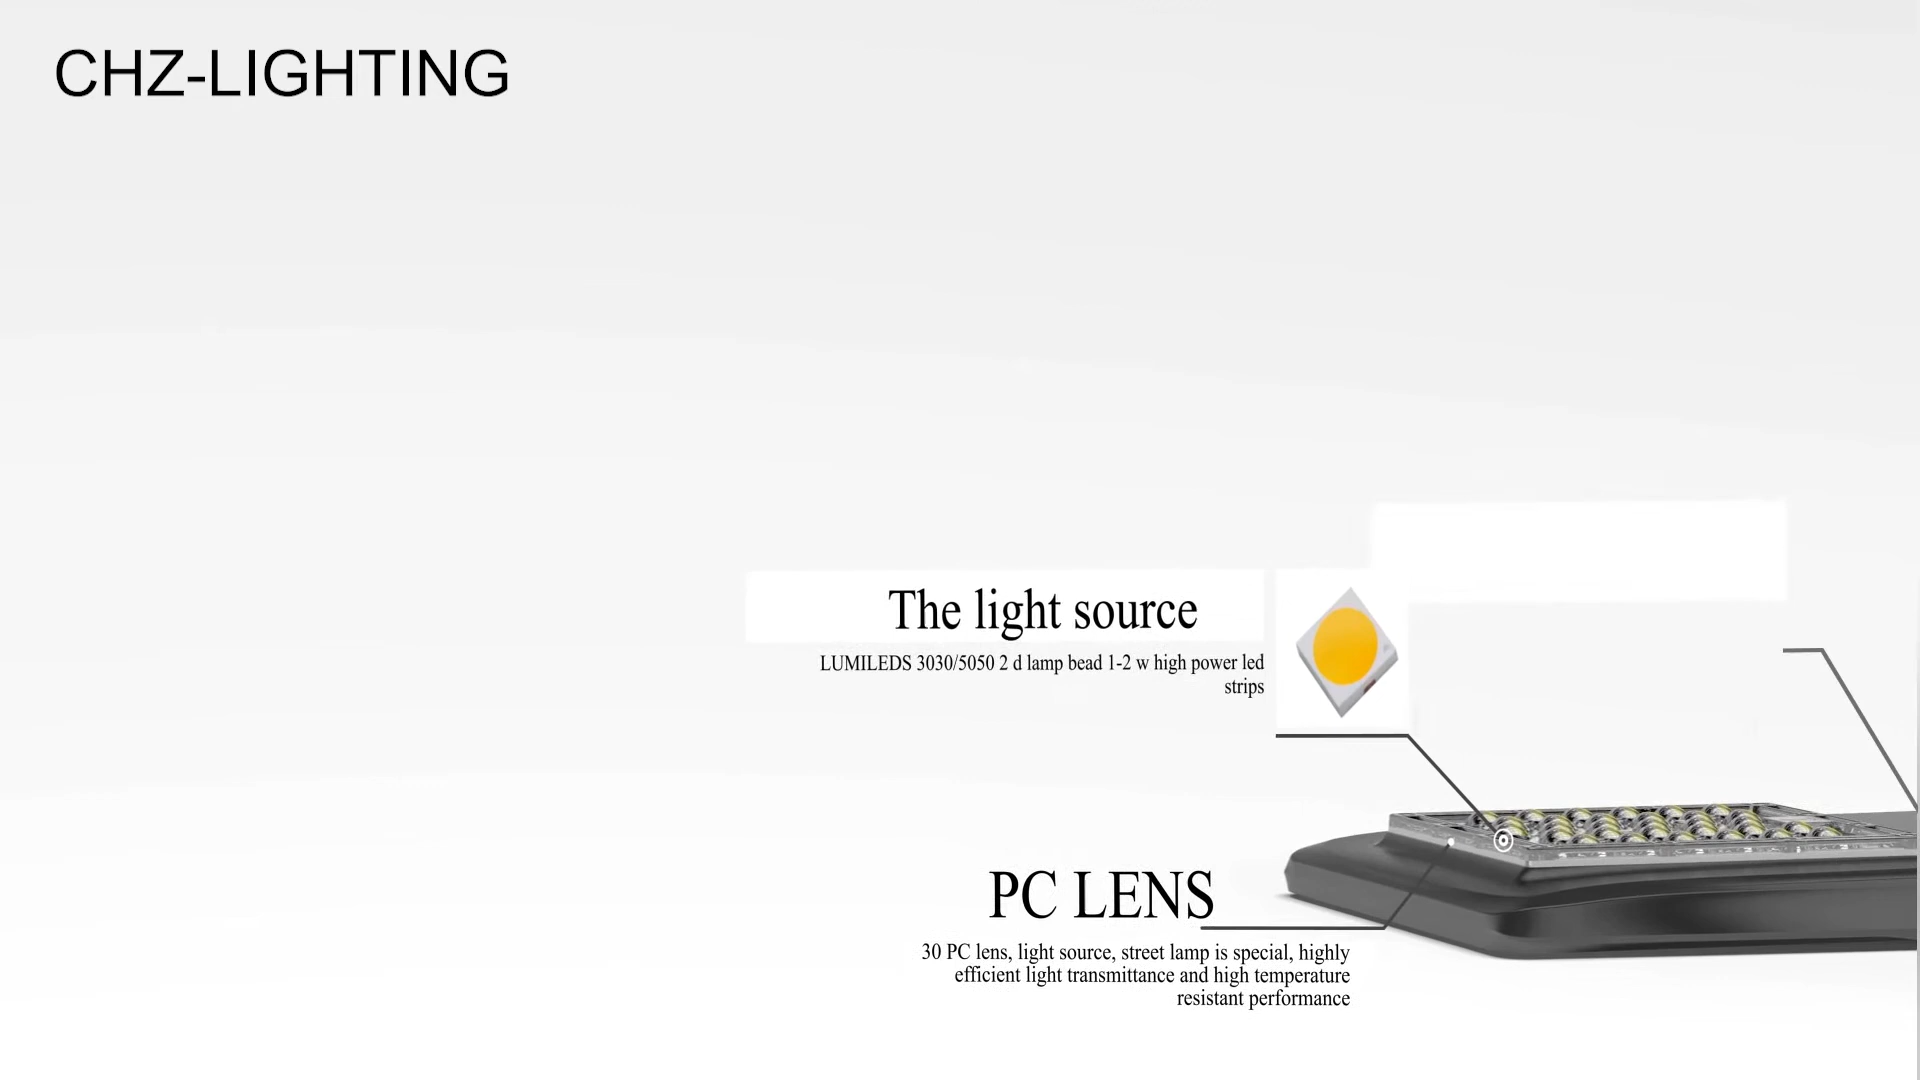 CHZ-LIGHTING
The light source
LUMILEDS 3030/5050 2 d lamp bead 1-2 w high power led
strips
PC LENS
30 PC lens, light source, street lamp is special, highly
efficient light transmittance and high temperature
resistant performance